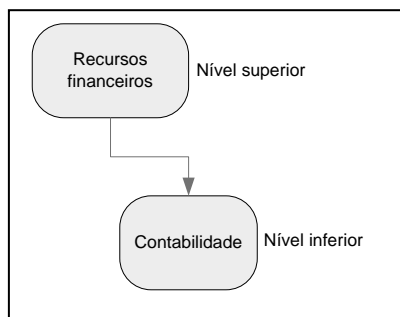 Recursos
financeiros
Nível superior
Contabilidade
Nível inferior